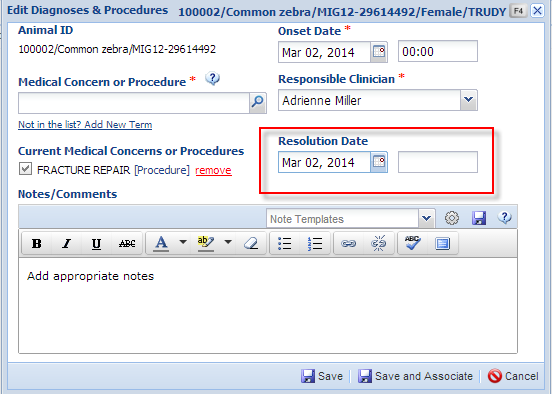 Edit Diagnoses & Procedures 100002/Common zebra/MIG12-29614492/Female/TRUDY F4
Animal ID
100002/Common zebra/MIG12-29614492
Onset Date *
Mar 02, 2014 00:00
Medical Concern or Procedure * ?
Responsible Clinician *
Adrienne Miller
Not in the list? Add New Term
Current Medical Concerns or Procedures
FRACTURE REPAIR [Procedure] remove
Resolution Date
Mar 02, 2014
Notes/Comments
Note Templates ?
B I U ABC A ab ABC
Add appropriate notes
Save Save and Associate Cancel